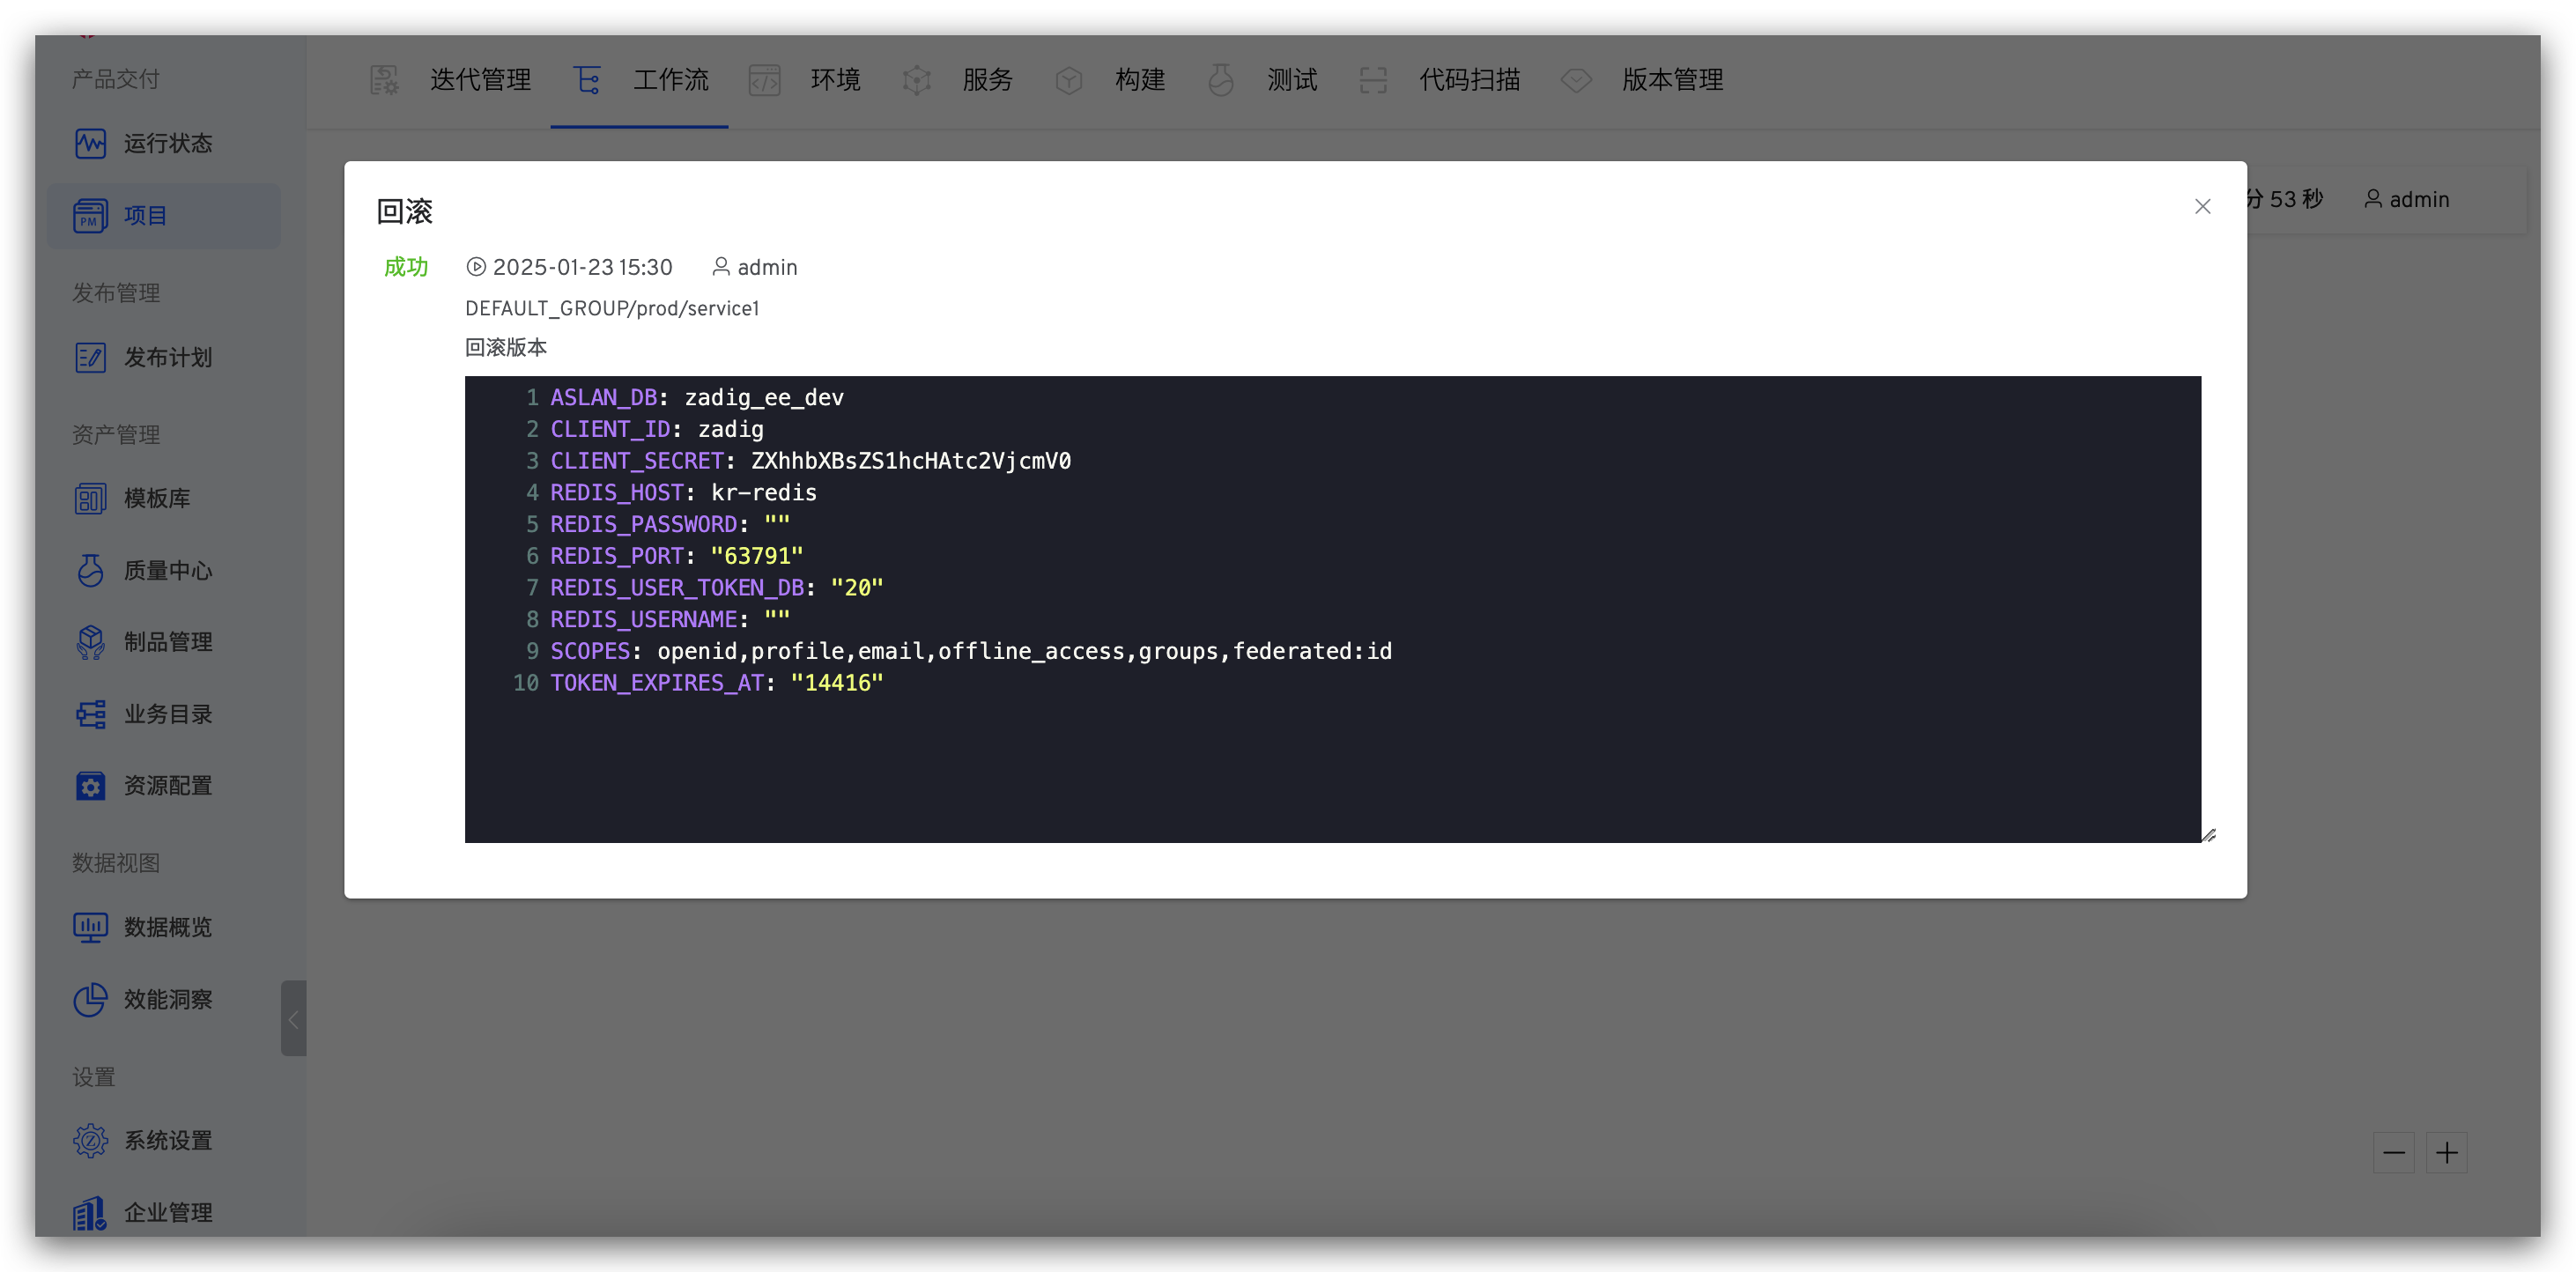 产品交付
运行状态
项目
发布管理
发布计划
资产管理
模板库
质量中心
制品管理
业务目录
资源配置
数据视图
数据概览
效能洞察
设置
系统设置
企业管理
迭代管理 工作流 环境 服务 构建 测试 代码扫描 版本管理
分 53 秒 admin
回滚
成功 2025-01-23 15:30 admin
DEFAULT_GROUP/prod/service1
回滚版本
1 ASLAN_DB: zadig_ee_dev
2 CLIENT_ID: zadig
3 CLIENT_SECRET: ZXhhbXBsZS1hcHAtc2VjcmV0
4 REDIS_HOST: kr-redis
5 REDIS_PASSWORD: ""
6 REDIS_PORT: "63791"
7 REDIS_USER_TOKEN_DB: "20"
8 REDIS_USERNAME: ""
9 SCOPES: openid,profile,email,offline_access,groups,federated:id
10 TOKEN_EXPIRES_AT: "14416"